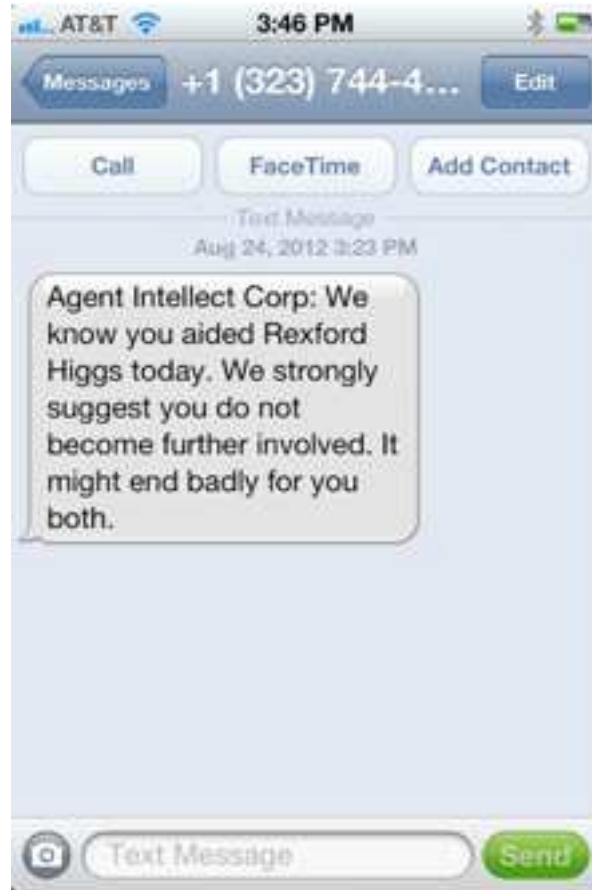 AT&T 3:46 PM
Messages +1 (323) 744-4... Edit
Call FaceTime Add Contact
Text Message
Aug 24, 2012 3:23 PM
Agent Intellect Corp: We
know you aided Rexford
Higgs today. We strongly
suggest you do not
become further involved. It
might end badly for you
both.
Text Message Send